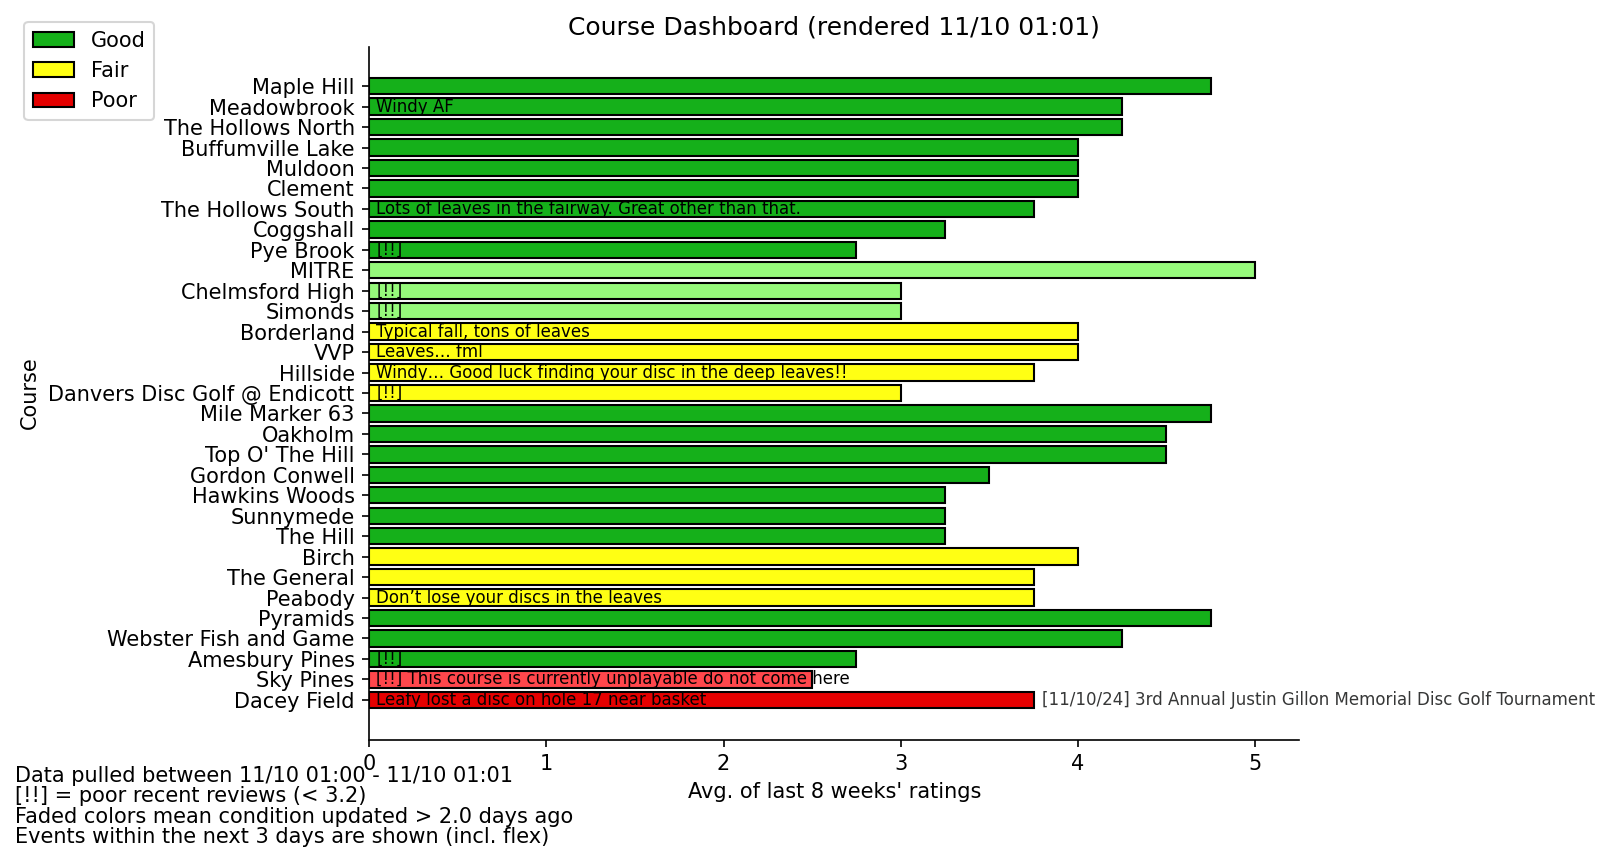 Course Dashboard (rendered 11/10 01:01)
Good
Fair
Poor
Course
Maple Hill
Meadowbrook Windy AF
The Hollows North
Buffumville Lake
Muldoon
Clement
The Hollows South Lots of leaves in the fairway. Great other than that.
Coggshall
Pye Brook [!!]
MITRE
Chelmsford High [!!]
Simonds [!!]
Borderland Typical fall, tons of leaves
VVP Leaves... fml
Hillside Windy... Good luck finding your disc in the deep leaves!!
Danvers Disc Golf @ Endicott [!!]
Mile Marker 63
Oakholm
Top O' The Hill
Gordon Conwell
Hawkins Woods
Sunnymede
The Hill
Birch
The General
Peabody Don’t lose your discs in the leaves
Pyramids
Webster Fish and Game
Amesbury Pines [!!]
Sky Pines [!!] This course is currently unplayable do not come here
Dacey Field Leafy lost a disc on hole 17 near basket [11/10/24] 3rd Annual Justin Gillon Memorial Disc Golf Tournament
0 1 2 3 4 5
Avg. of last 8 weeks' ratings
Data pulled between 11/10 01:00 - 11/10 01:01
[!!] = poor recent reviews (< 3.2)
Faded colors mean condition updated > 2.0 days ago
Events within the next 3 days are shown (incl. flex)